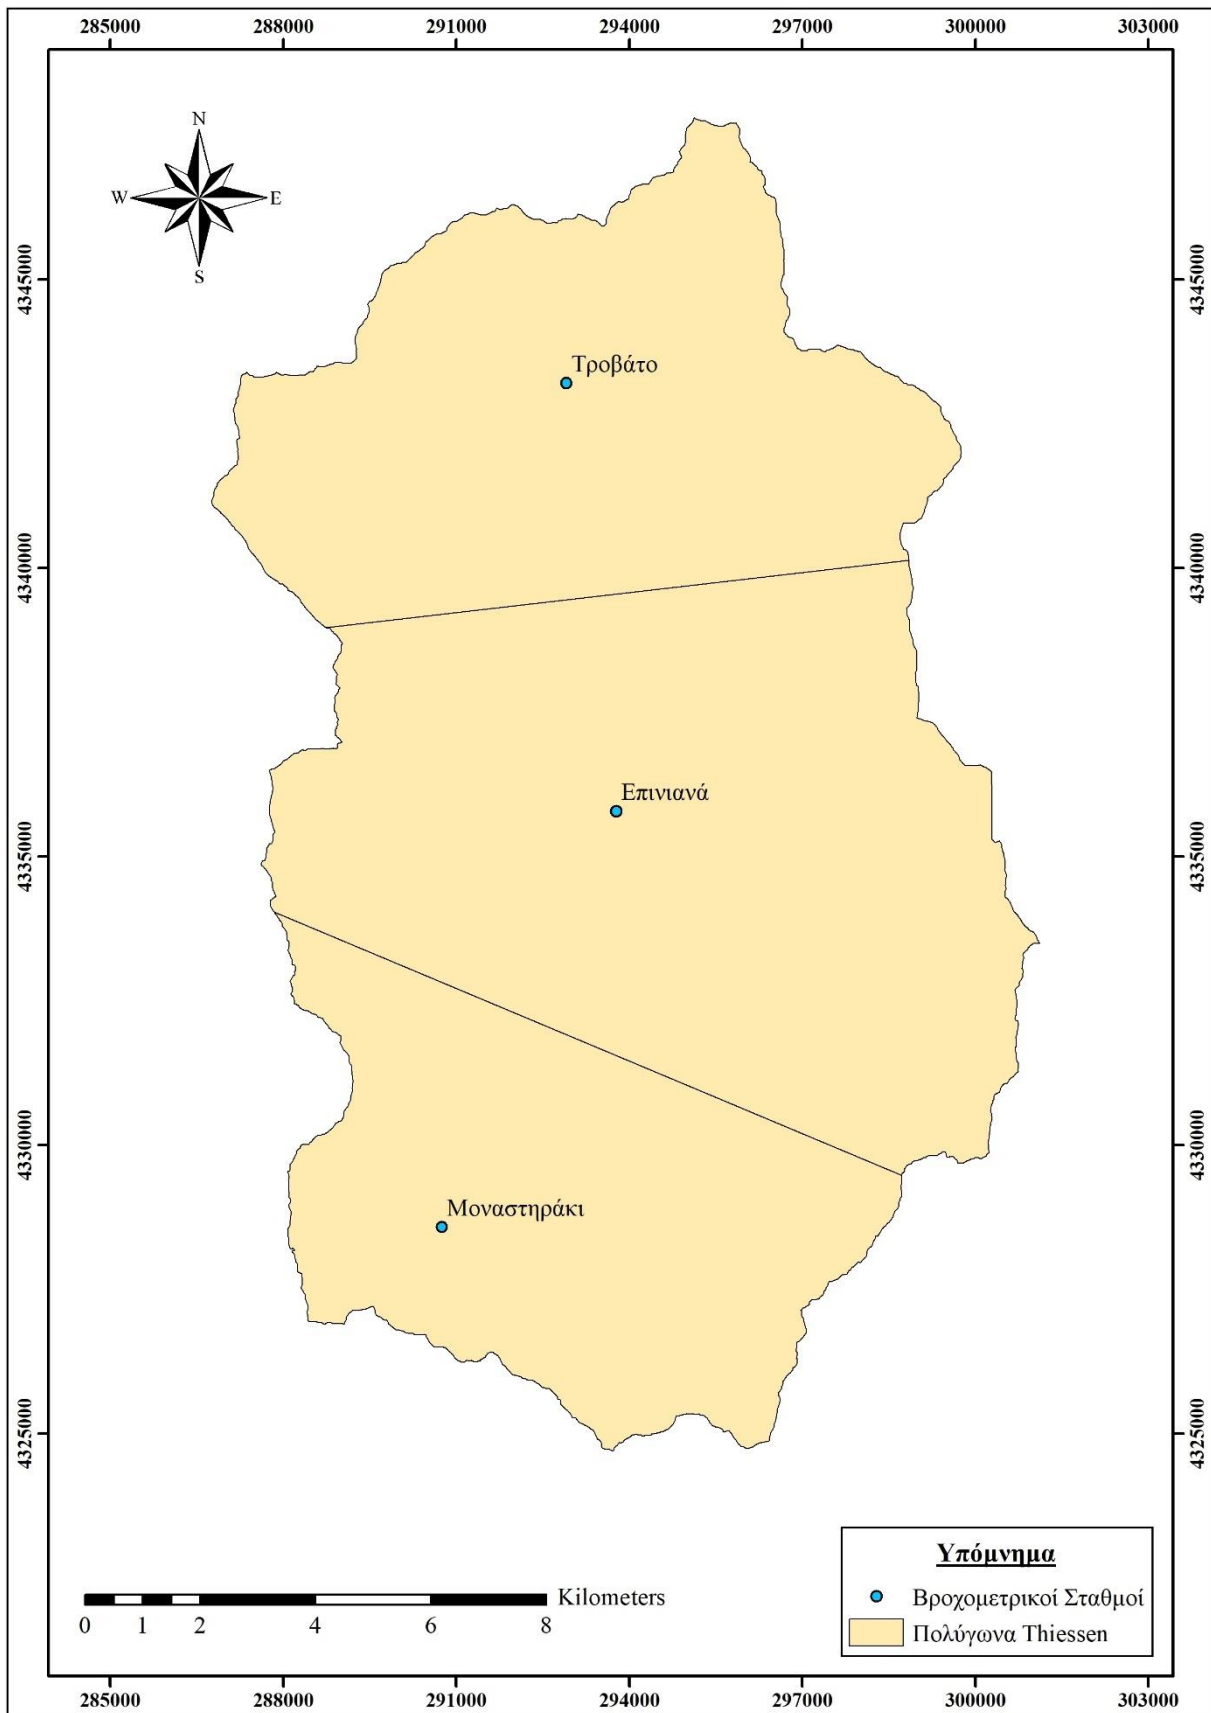 285000 288000 291000 294000 297000 300000 303000
N
W E
S
4345000 4345000
Τροβάτο
4340000 4340000
Επινιανά
4335000 4335000
4330000 4330000
Μοναστηράκι
4325000 4325000
Υπόμνημα
Βροχομετρικοί Σταθμοί
Πολύγωνα Thiessen
Kilometers
0 1 2 4 6 8
285000 288000 291000 294000 297000 300000 303000